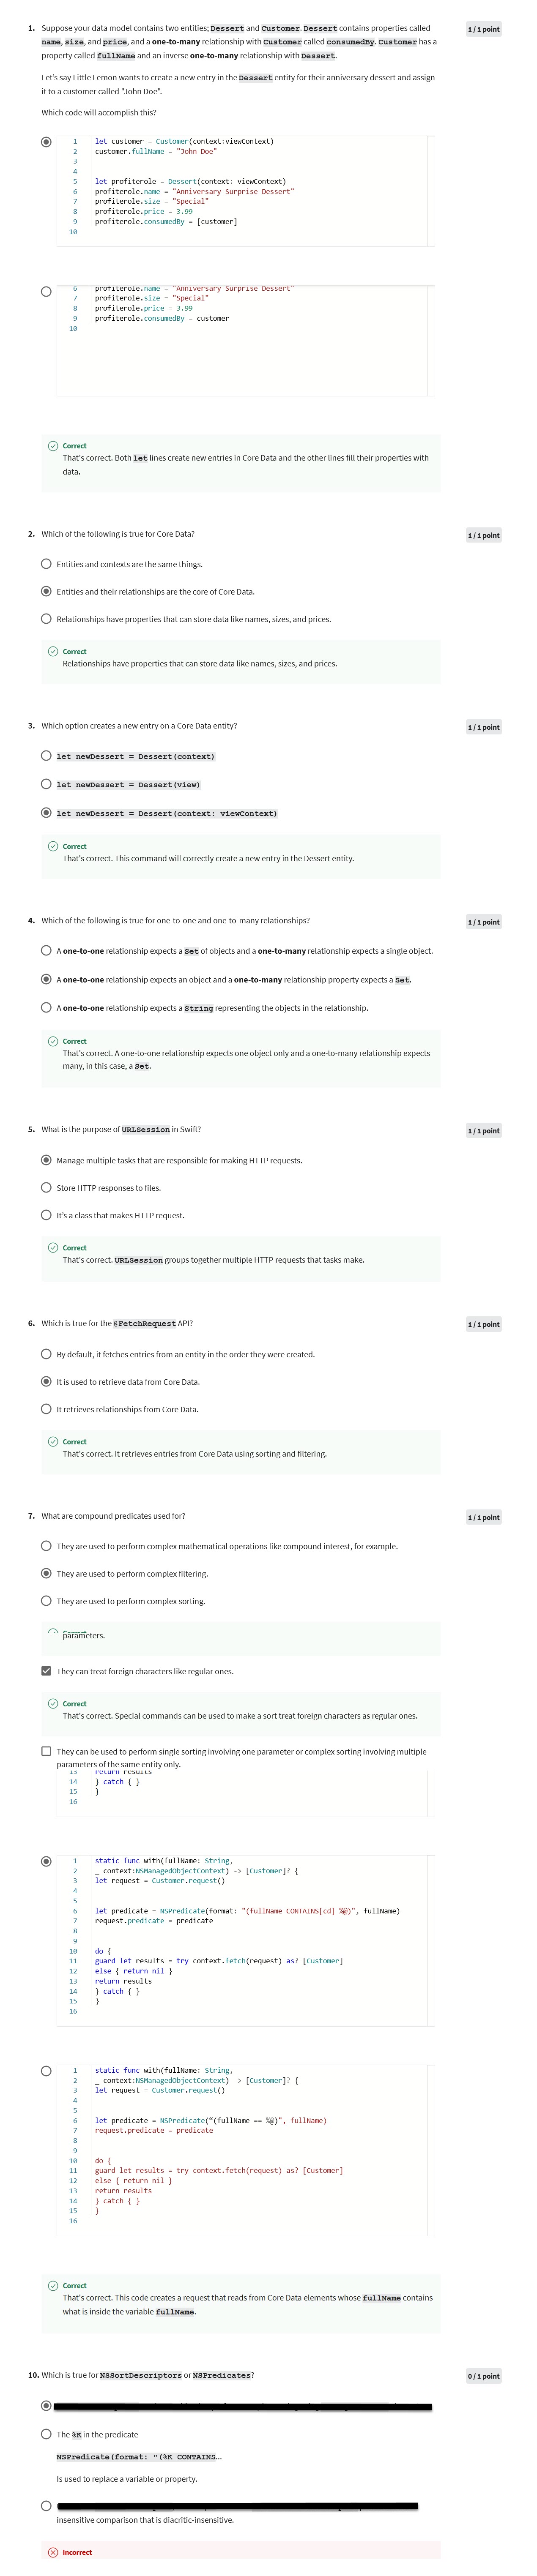 1. Suppose your data model contains two entities; Dessert and Customer. Dessert contains properties called
name, size, and price, and a one-to-many relationship with Customer called consumedBy. Customer has a
property called fullName and an inverse one-to-many relationship with Dessert.
1 / 1 point
Let's say Little Lemon wants to create a new entry in the Dessert entity for their anniversary dessert and assign
it to a customer called "John Doe".
Which code will accomplish this?
1 let customer = Customer(context:viewContext)
2 customer.fullName = "John Doe"
3
4
5 let profiterole = Dessert(context: viewContext)
6 profiterole.name = "Anniversary Surprise Dessert"
7 profiterole.size = "Special"
8 profiterole.price = 3.99
9 profiterole.consumedBy = [customer]
10
6 profiterole.name = "Anniversary Surprise Dessert"
7 profiterole.size = "Special"
8 profiterole.price = 3.99
9 profiterole.consumedBy = customer
10
Correct
That's correct. Both let lines create new entries in Core Data and the other lines fill their properties with
data.
2. Which of the following is true for Core Data?
1 / 1 point
Entities and contexts are the same things.
Entities and their relationships are the core of Core Data.
Relationships have properties that can store data like names, sizes, and prices.
Correct
Relationships have properties that can store data like names, sizes, and prices.
3. Which option creates a new entry on a Core Data entity?
1 / 1 point
let newDessert = Dessert(context)
let newDessert = Dessert(view)
let newDessert = Dessert(context: viewContext)
Correct
That's correct. This command will correctly create a new entry in the Dessert entity.
4. Which of the following is true for one-to-one and one-to-many relationships?
1 / 1 point
A one-to-one relationship expects a Set of objects and a one-to-many relationship expects a single object.
A one-to-one relationship expects an object and a one-to-many relationship property expects a Set.
A one-to-one relationship expects a String representing the objects in the relationship.
Correct
That's correct. A one-to-one relationship expects one object only and a one-to-many relationship expects
many, in this case, a Set.
5. What is the purpose of URLSession in Swift?
1 / 1 point
Manage multiple tasks that are responsible for making HTTP requests.
Store HTTP responses to files.
It's a class that makes HTTP request.
Correct
That's correct. URLSession groups together multiple HTTP requests that tasks make.
6. Which is true for the @FetchRequest API?
1 / 1 point
By default, it fetches entries from an entity in the order they were created.
It is used to retrieve data from Core Data.
It retrieves relationships from Core Data.
Correct
That's correct. It retrieves entries from Core Data using sorting and filtering.
7. What are compound predicates used for?
1 / 1 point
They are used to perform complex mathematical operations like compound interest, for example.
They are used to perform complex filtering.
They are used to perform complex sorting.
parameters.
They can treat foreign characters like regular ones.
Correct
That's correct. Special commands can be used to make a sort treat foreign characters as regular ones.
They can be used to perform single sorting involving one parameter or complex sorting involving multiple
parameters of the same entity only.
13 return results
14 } catch { }
15 }
16
1 static func with(fullName: String,
2 _ context:NSManagedObjectContext) -> [Customer]? {
3 let request = Customer.request()
4
5
6 let predicate = NSPredicate(format: "(fullName CONTAINS[cd] %@)", fullName)
7 request.predicate = predicate
8
9
10 do {
11 guard let results = try context.fetch(request) as? [Customer]
12 else { return nil }
13 return results
14 } catch { }
15 }
16
1 static func with(fullName: String,
2 _ context:NSManagedObjectContext) -> [Customer]? {
3 let request = Customer.request()
4
5
6 let predicate = NSPredicate(“(fullName == %@)", fullName)
7 request.predicate = predicate
8
9
10 do {
11 guard let results = try context.fetch(request) as? [Customer]
12 else { return nil }
13 return results
14 } catch { }
15 }
16
Correct
That's correct. This code creates a request that reads from Core Data elements whose fullName contains
what is inside the variable fullName.
10. Which is true for NSSortDescriptors or NSPredicates?
0 / 1 point
The %K in the predicate
NSPredicate(format: "(%K CONTAINS…
Is used to replace a variable or property.
insensitive comparison that is diacritic-insensitive.
Incorrect